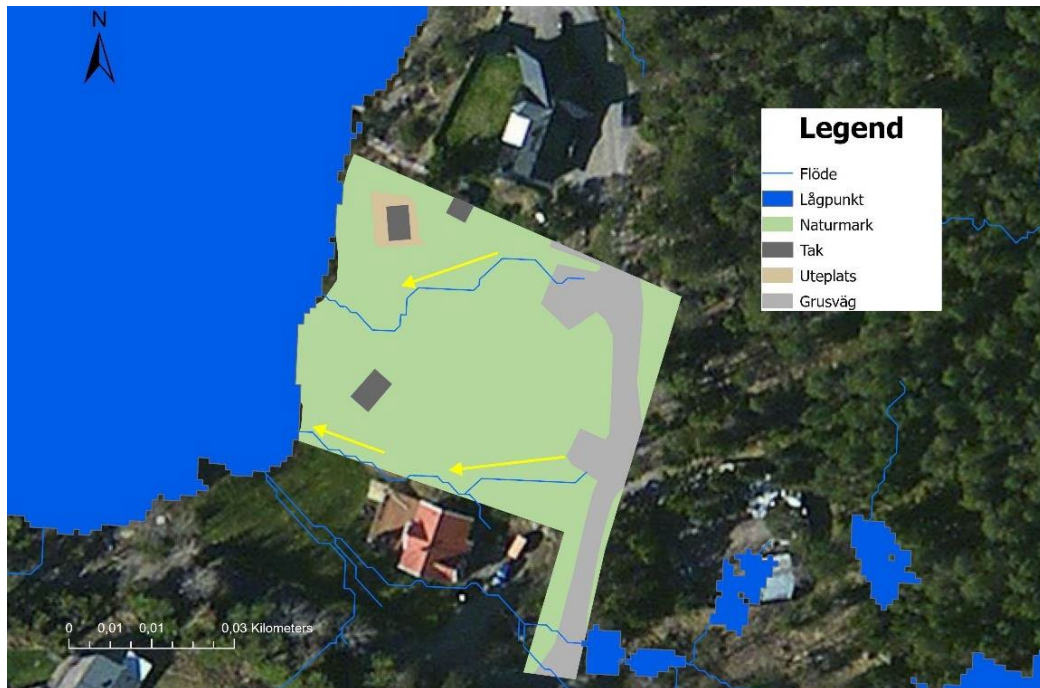 N
Legend
Flöde
Lågpunkt
Naturmark
Tak
Uteplats
Grusväg
0 0,01 0,01 0,03 Kilometers